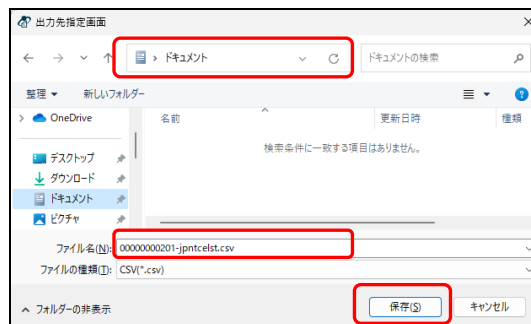 出力先指定画面
ドキュメント
ドキュメントの検索
整理 新しいフォルダー
OneDrive
名前 更新日時 種類
検索条件に一致する項目はありません。
デスクトップ
ダウンロード
ドキュメント
ピクチャ
ファイル名(N): 00000000201-jpntcelst.csv
ファイルの種類(T): CSV(*.csv)
フォルダーの非表示
保存(S) キャンセル